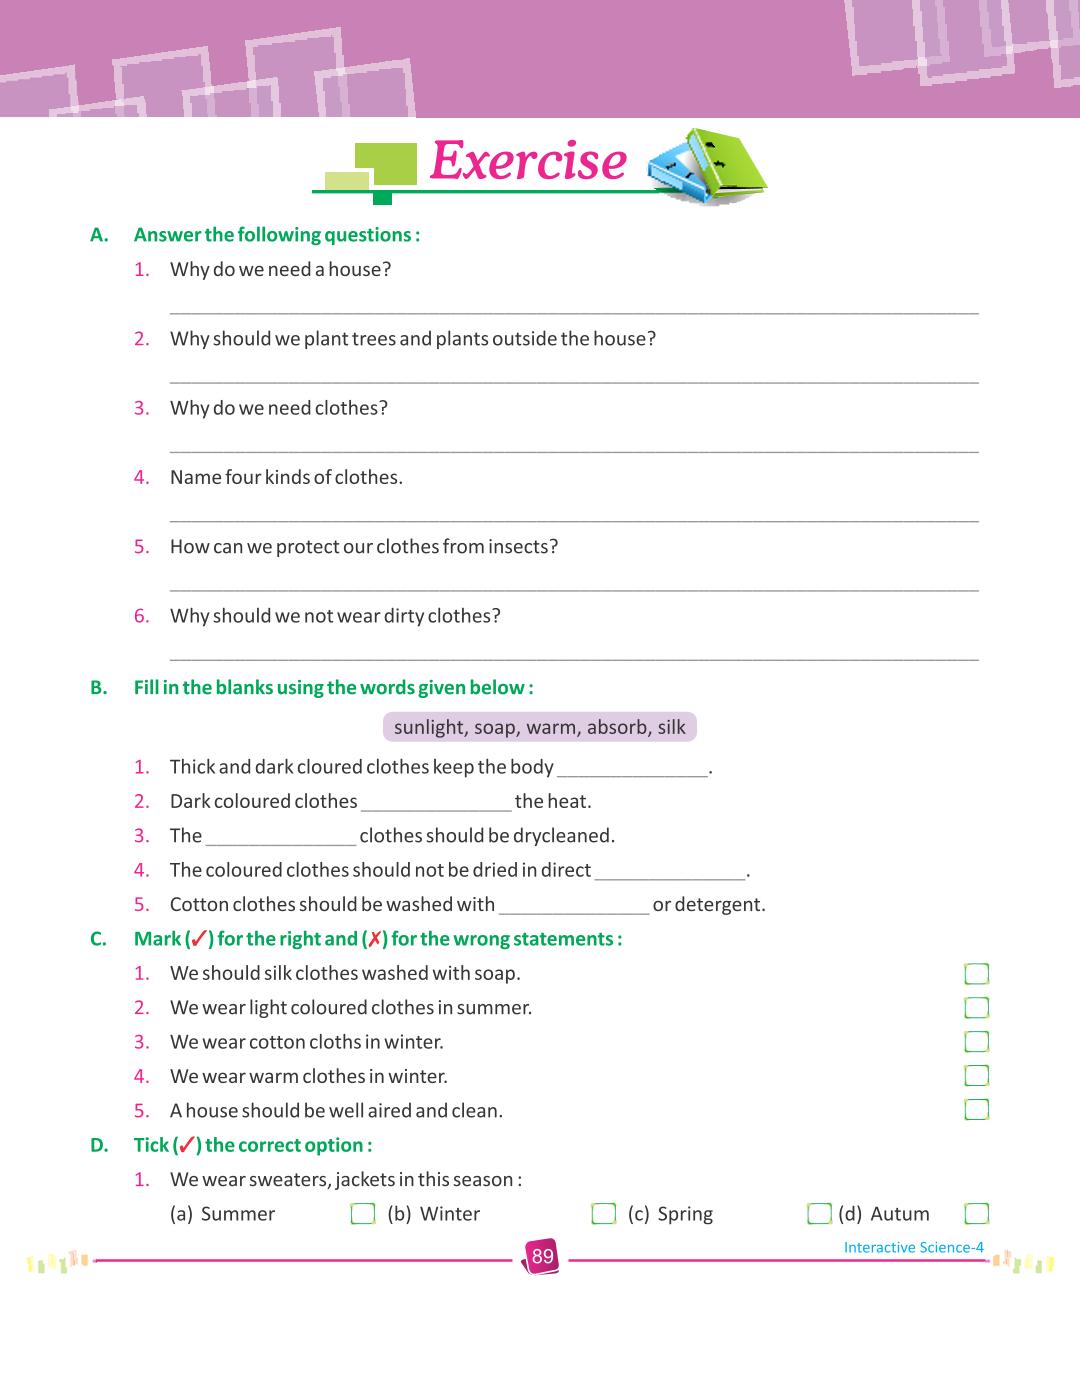 Exercise
A. Answer the following questions :
1. Why do we need a house?
2. Why should we plant trees and plants outside the house?
3. Why do we need clothes?
4. Name four kinds of clothes.
5. How can we protect our clothes from insects?
6. Why should we not wear dirty clothes?
B. Fill in the blanks using the words given below :
sunlight, soap, warm, absorb, silk
1. Thick and dark cloured clothes keep the body ______________.
2. Dark coloured clothes ______________ the heat.
3. The ______________ clothes should be drycleaned.
4. The coloured clothes should not be dried in direct ______________.
5. Cotton clothes should be washed with ______________ or detergent.
C. Mark (✓) for the right and (✗) for the wrong statements :
1. We should silk clothes washed with soap.
2. We wear light coloured clothes in summer.
3. We wear cotton cloths in winter.
4. We wear warm clothes in winter.
5. A house should be well aired and clean.
D. Tick (✓) the correct option :
1. We wear sweaters, jackets in this season :
(a) Summer (b) Winter (c) Spring (d) Autum
Interactive Science-4
89